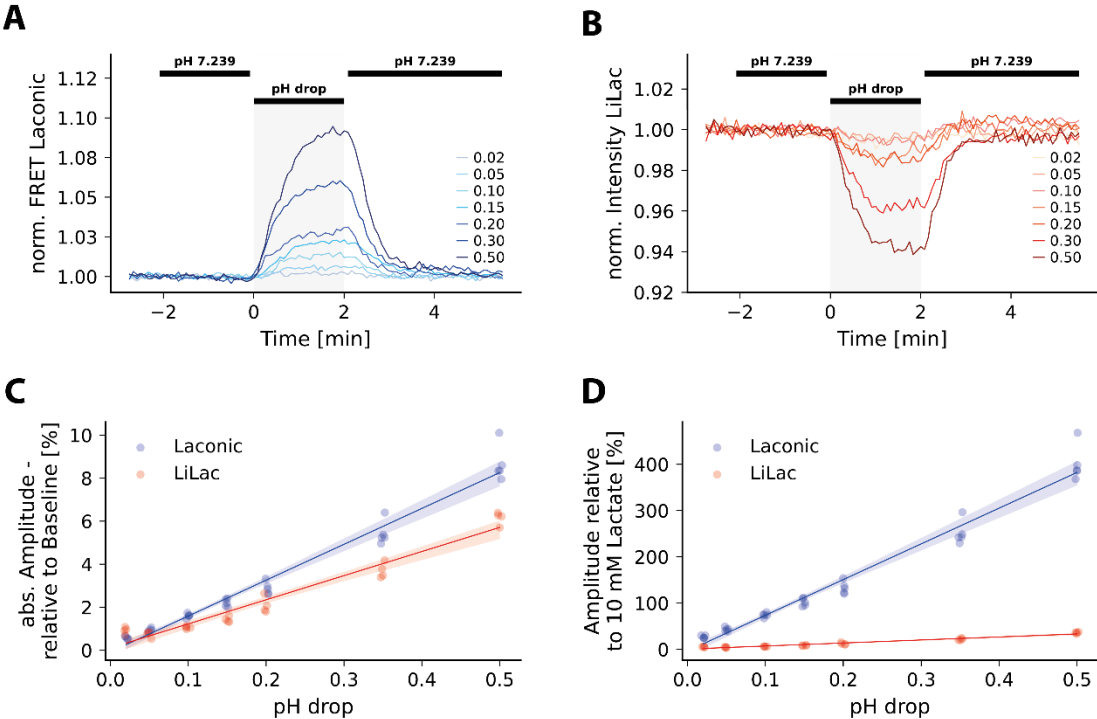 A
pH 7.239
pH 7.239
pH drop
norm. FRET Laconic
1.12
1.10
1.08
1.05
1.03
1.00
0.02
0.05
0.10
0.15
0.20
0.30
0.50
−2
0
2
4
Time [min]
B
pH 7.239
pH 7.239
pH drop
norm. Intensity LiLac
1.02
1.00
0.98
0.96
0.94
0.92
0.02
0.05
0.10
0.15
0.20
0.30
0.50
−2
0
2
4
Time [min]
C
abs. Amplitude -
relative to Baseline [%]
Laconic
LiLac
10
8
6
4
2
0
0.0
0.1
0.2
0.3
0.4
0.5
pH drop
D
Amplitude relative
to 10 mM Lactate [%]
Laconic
LiLac
400
300
200
100
0
0.0
0.1
0.2
0.3
0.4
0.5
pH drop